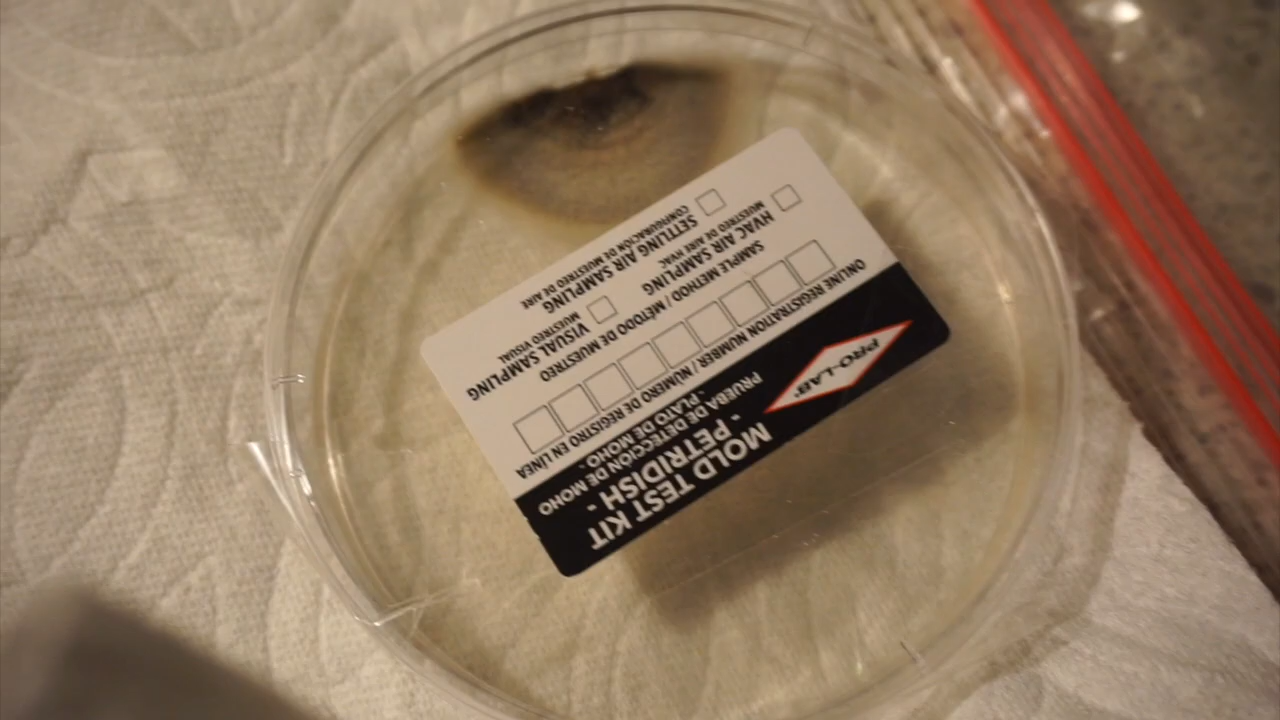 MOLD TEST KIT
- PETRIDISH -
PRUEBA DE DETECCIÓN DE MOHO
- PLATO DE MOHO -
PRO-LAB®
ONLINE REGISTRATION NUMBER / NÚMERO DE REGISTRO EN LÍNEA
SAMPLE METHOD / MÉTODO DE MUESTREO
HVAC AIR SAMPLING
MUESTREO DE AIRE HVAC
VISUAL SAMPLING
MUESTREO VISUAL
SETTLING AIR SAMPLING
CONFIGURACIÓN DE MUESTREO DE AIRE